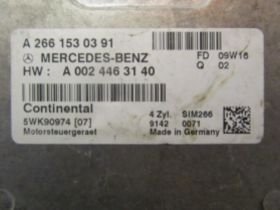 A 266 153 03 91
MERCEDES-BENZ
FD 09W16
HW : A 002 446 31 40
Q 02
Continental
5WK90974 [07]
4 Zyl. SIM266
9142 0071
Motorsteuergeraet
Made in Germany